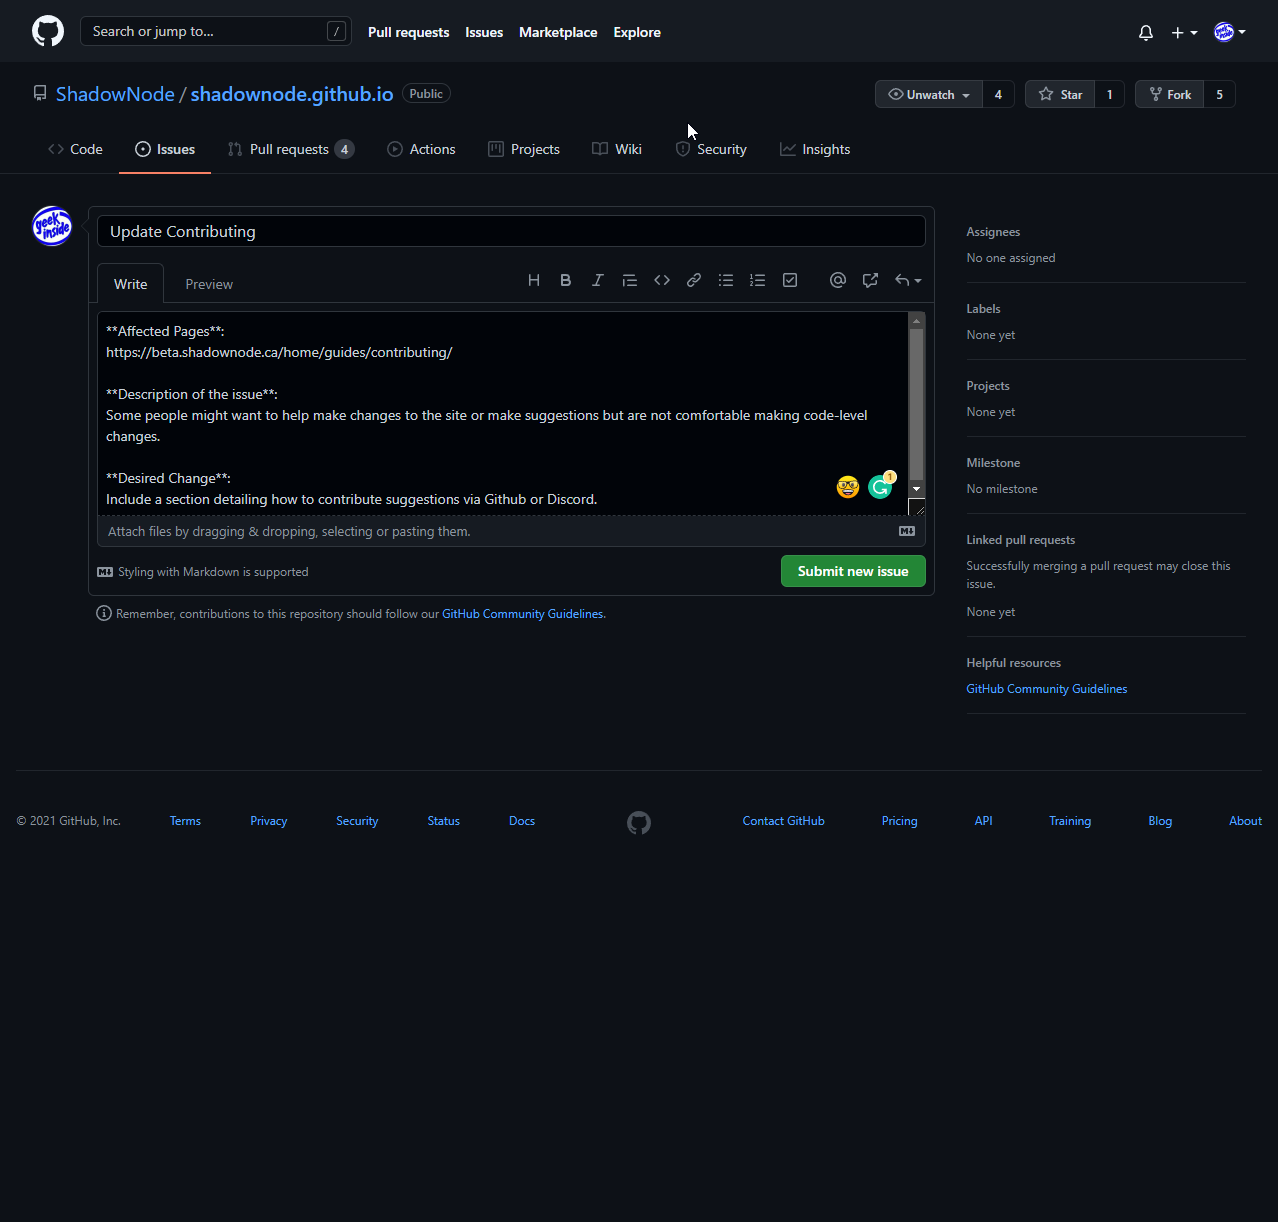 Search or jump to... /
Pull requests Issues Marketplace Explore
geek inside
ShadowNode / shadownode.github.io Public
Unwatch 4 Star 1 Fork 5
Code Issues Pull requests 4 Actions Projects Wiki Security Insights
geek inside
Update Contributing
Write Preview
**Affected Pages**:
https://beta.shadownode.ca/home/guides/contributing/
**Description of the issue**:
Some people might want to help make changes to the site or make suggestions but are not comfortable making code-level
changes.
**Desired Change**:
Include a section detailing how to contribute suggestions via Github or Discord.
1
Attach files by dragging & dropping, selecting or pasting them.
Styling with Markdown is supported
Submit new issue
Remember, contributions to this repository should follow our GitHub Community Guidelines.
Assignees
No one assigned
Labels
None yet
Projects
None yet
Milestone
No milestone
Linked pull requests
Successfully merging a pull request may close this
issue.
None yet
Helpful resources
GitHub Community Guidelines
© 2021 GitHub, Inc. Terms Privacy Security Status Docs Contact GitHub Pricing API Training Blog About